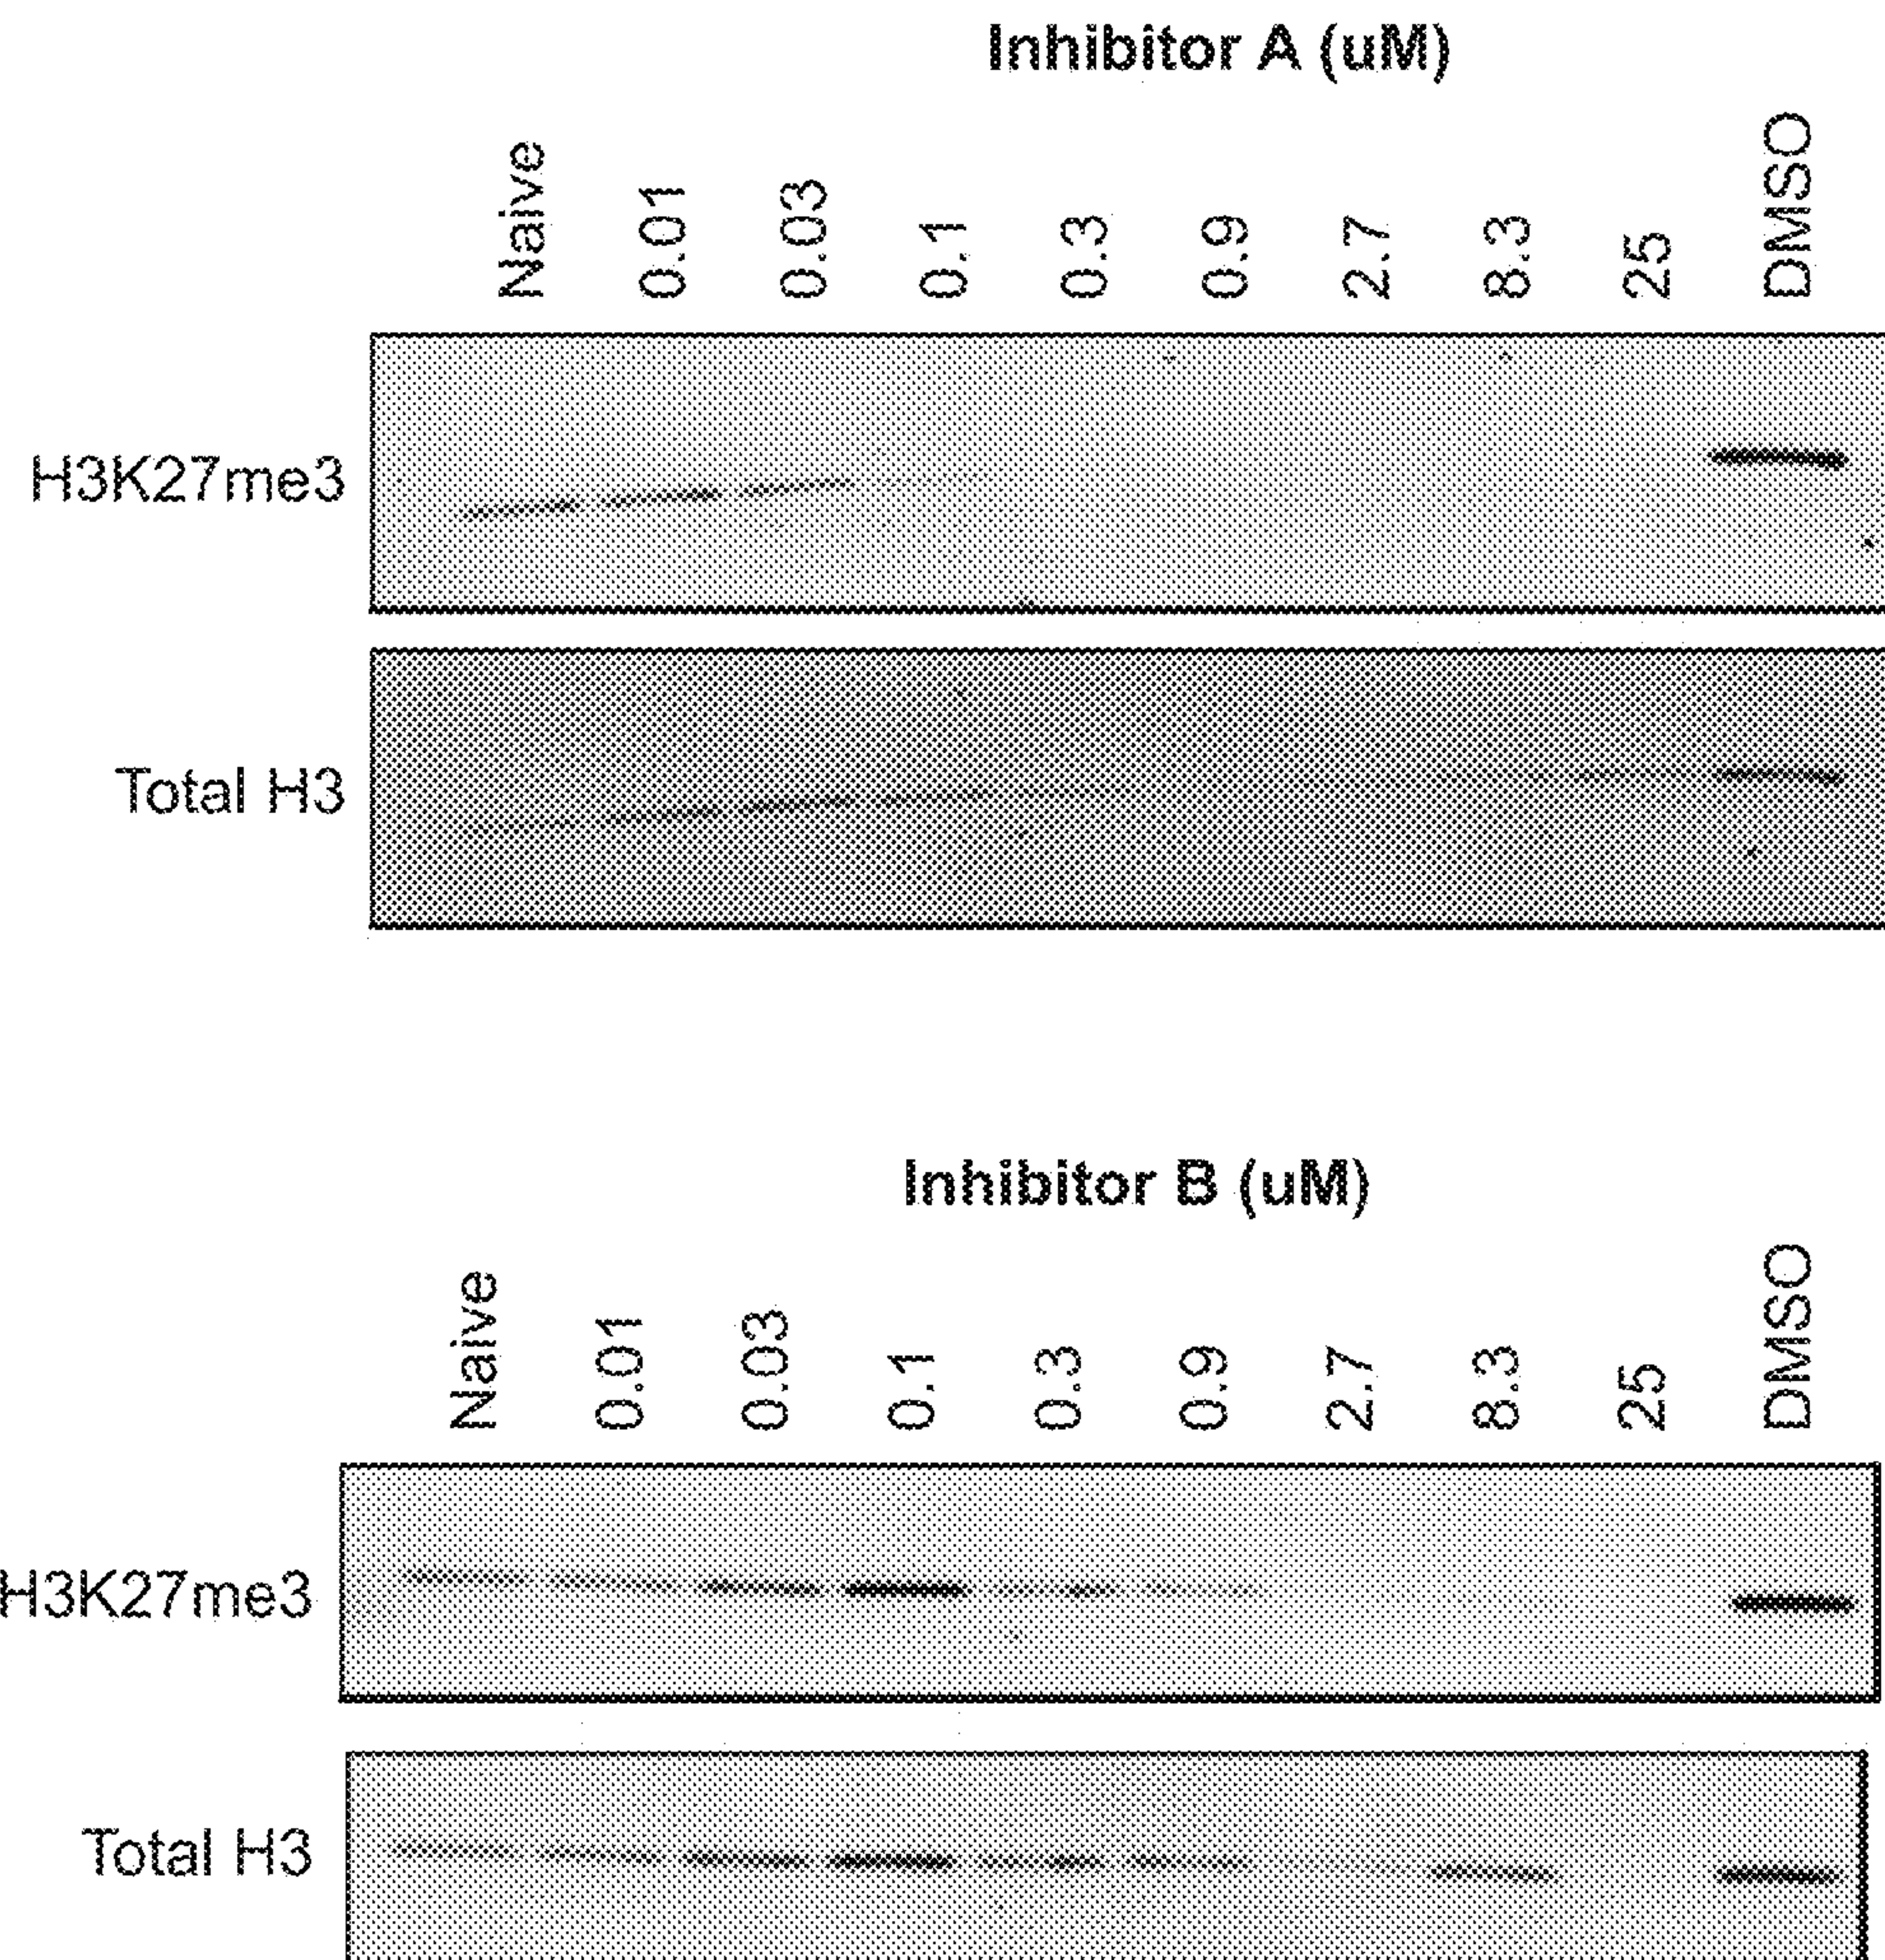 Inhibitor A (uM)
Naive 0.01 0.03 0.1 0.3 0.9 2.7 8.3 25 DMSO
H3K27me3
Total H3
Inhibitor B (uM)
Naive 0.01 0.03 0.1 0.3 0.9 2.7 8.3 25 DMSO
H3K27me3
Total H3